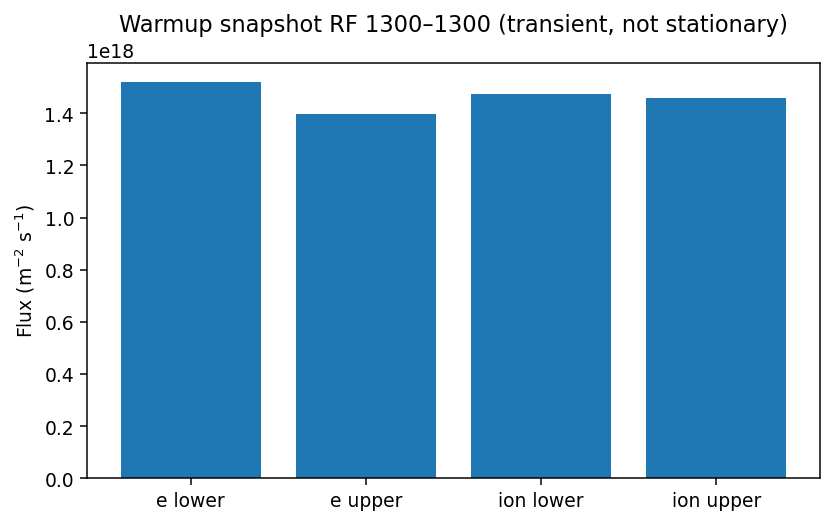 Warmup snapshot RF 1300–1300 (transient, not stationary)
1e18
1.4
1.2
1.0
0.8
0.6
0.4
0.2
0.0
Flux (m⁻² s⁻¹)
e lower
e upper
ion lower
ion upper